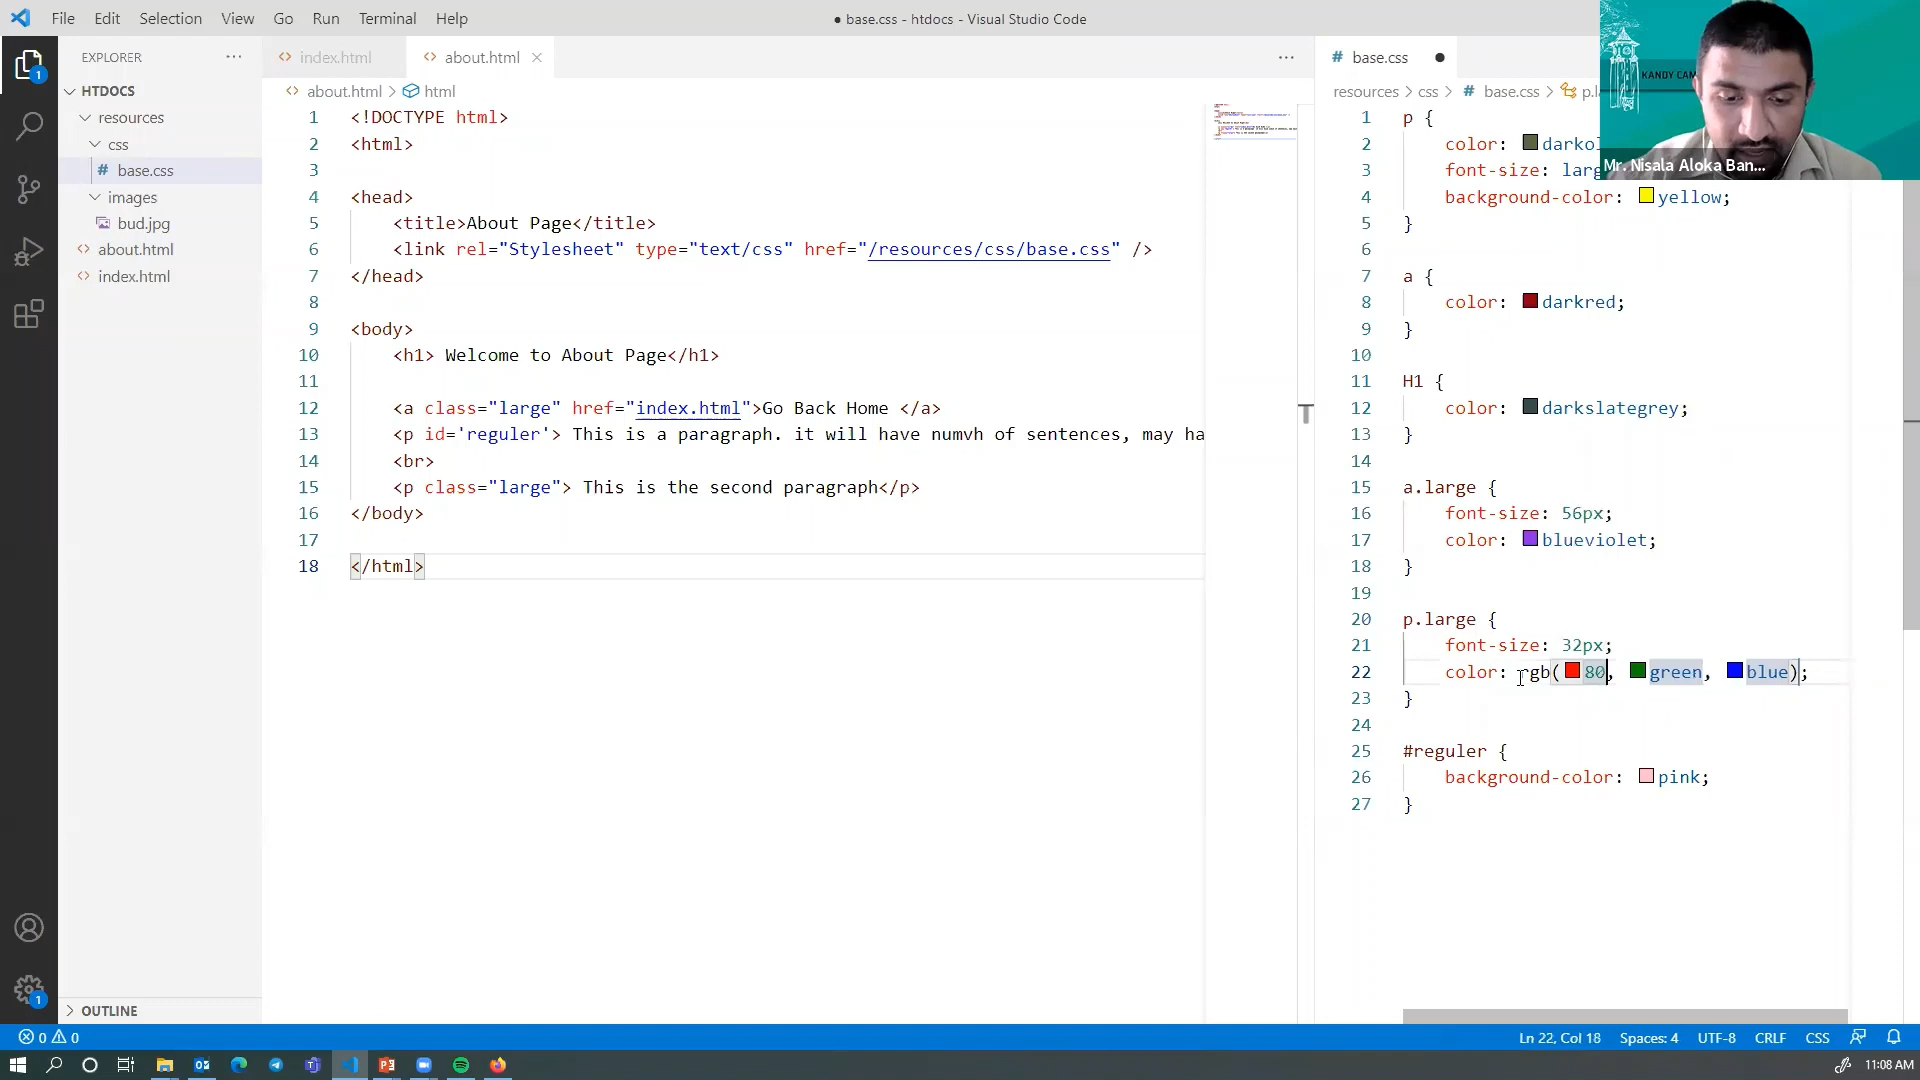 File Edit Selection View Go Run Terminal Help
● base.css - htdocs - Visual Studio Code
KANDY CAM
Mr. Nisala Aloka Ban...
EXPLORER
HTDOCS
resources
css
# base.css
images
bud.jpg
about.html
index.html
OUTLINE
index.html
about.html
about.html > html
1 <!DOCTYPE html>
2 <html>
3
4 <head>
5 <title>About Page</title>
6 <link rel="Stylesheet" type="text/css" href="/resources/css/base.css" />
7 </head>
8
9 <body>
10 <h1> Welcome to About Page</h1>
11
12 <a class="large" href="index.html">Go Back Home </a>
13 <p id='reguler'> This is a paragraph. it will have numvh of sentences, may ha
14 <br>
15 <p class="large"> This is the second paragraph</p>
16 </body>
17
18 </html>
# base.css ●
resources > css > # base.css >
1 p {
2 color:
3 font-size:
4 background-color: yellow;
5 }
6
7 a {
8 color: darkred;
9 }
10
11 H1 {
12 color: darkslategrey;
13 }
14
15 a.large {
16 font-size: 56px;
17 color: blueviolet;
18 }
19
20 p.large {
21 font-size: 32px;
22 color: rgb(80, green, blue);
23 }
24
25 #reguler {
26 background-color: pink;
27 }
0 0
Ln 22, Col 18 Spaces: 4 UTF-8 CRLF CSS
11:08 AM